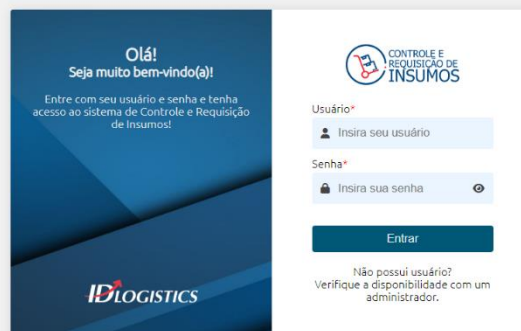 Olá!
Seja muito bem-vindo(a)!
Entre com seu usuário e senha e tenha
acesso ao sistema de Controle e Requisição
de Insumos!
ID LOGISTICS
CONTROLE E
REQUISIÇÃO DE
INSUMOS
Usuário*
Insira seu usuário
Senha*
Insira sua senha
Entrar
Não possui usuário?
Verifique a disponibilidade com um
administrador.